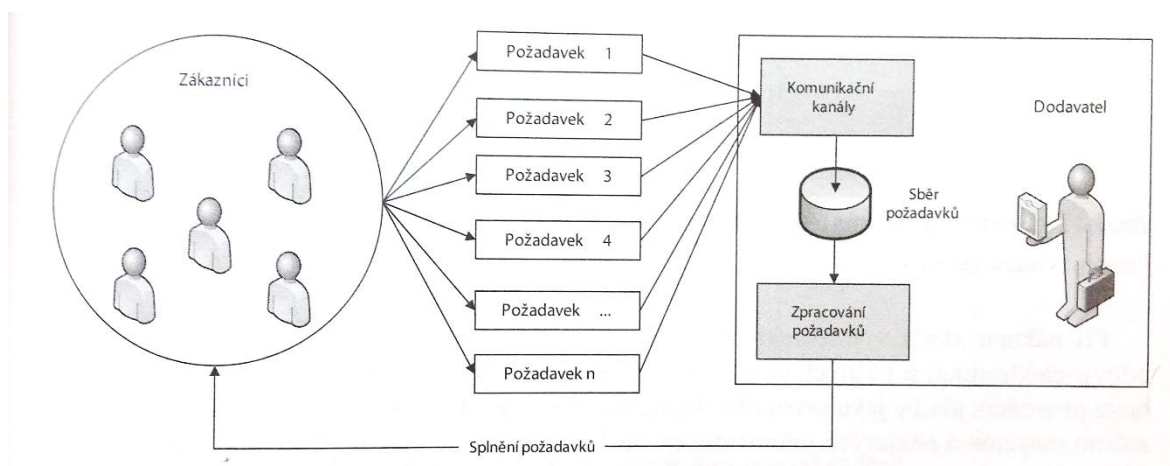 Zákazníci
Požadavek 1
Požadavek 2
Požadavek 3
Požadavek 4
Požadavek ...
Požadavek n
Komunikační
kanály
Sběr
požadavků
Zpracování
požadavků
Dodavatel
Splnění požadavků